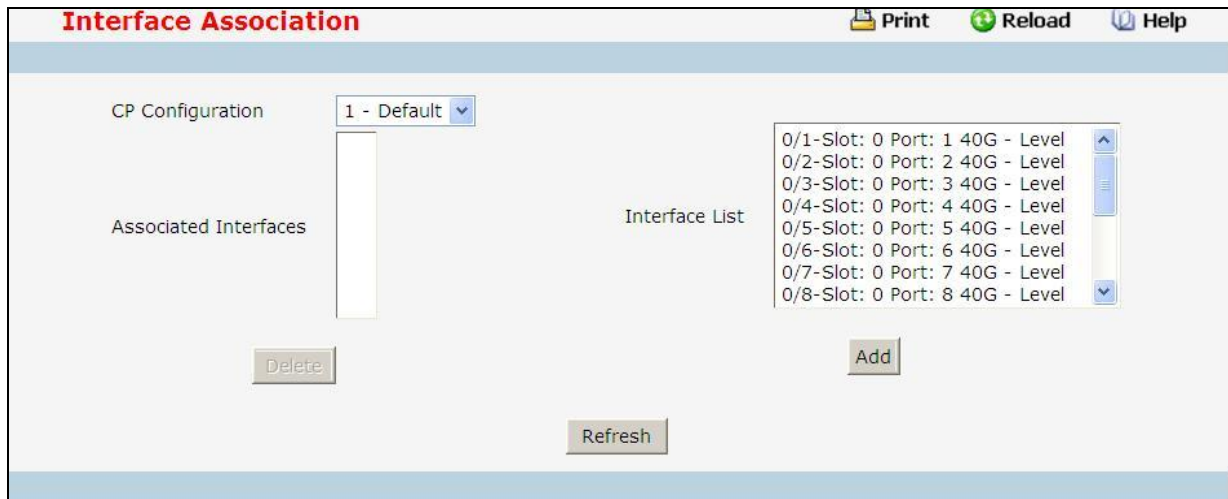 Interface Association
Print Reload Help
CP Configuration 1 - Default
Associated Interfaces
Interface List
0/1-Slot: 0 Port: 1 40G - Level
0/2-Slot: 0 Port: 2 40G - Level
0/3-Slot: 0 Port: 3 40G - Level
0/4-Slot: 0 Port: 4 40G - Level
0/5-Slot: 0 Port: 5 40G - Level
0/6-Slot: 0 Port: 6 40G - Level
0/7-Slot: 0 Port: 7 40G - Level
0/8-Slot: 0 Port: 8 40G - Level
Delete
Add
Refresh